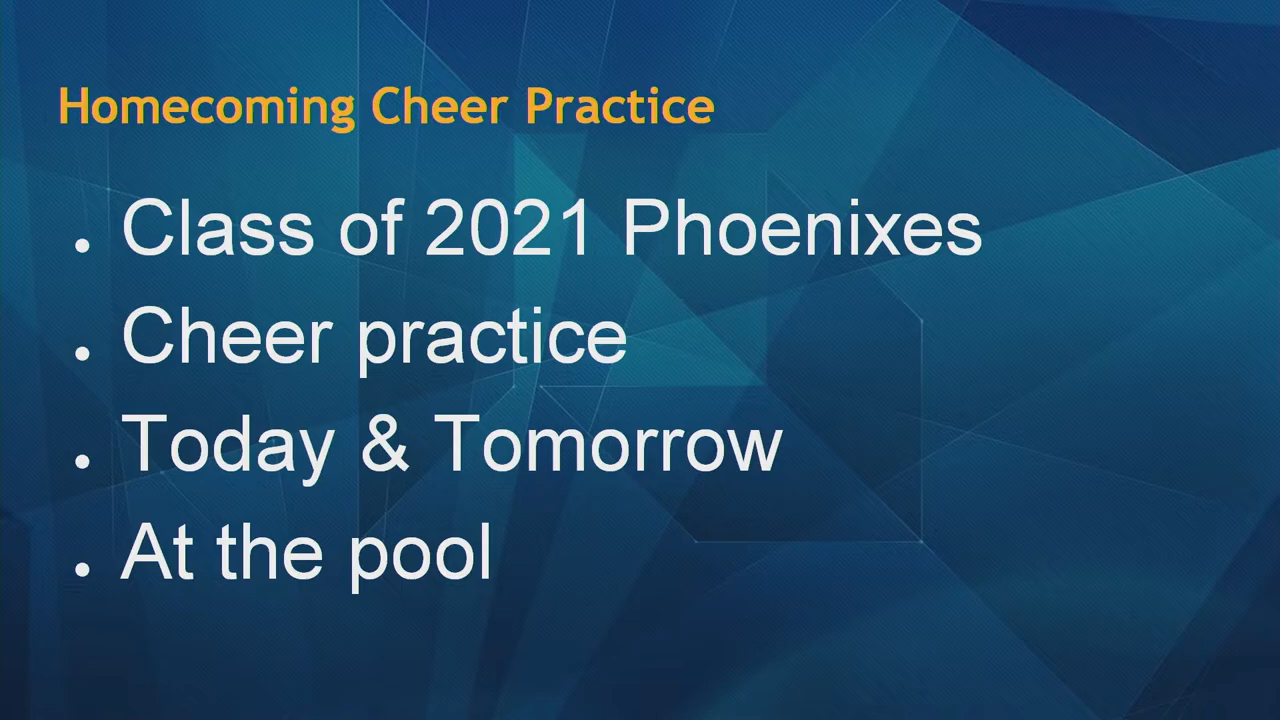 Homecoming Cheer Practice
• Class of 2021 Phoenixes
• Cheer practice
• Today & Tomorrow
• At the pool